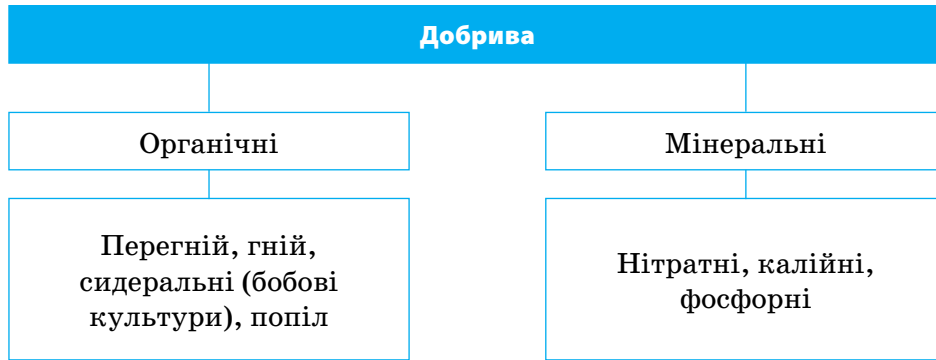 Добрива
Органічні
Мінеральні
Перегній, гній,
сидеральні (бобові
культури), попіл
Нітратні, калійні,
фосфорні